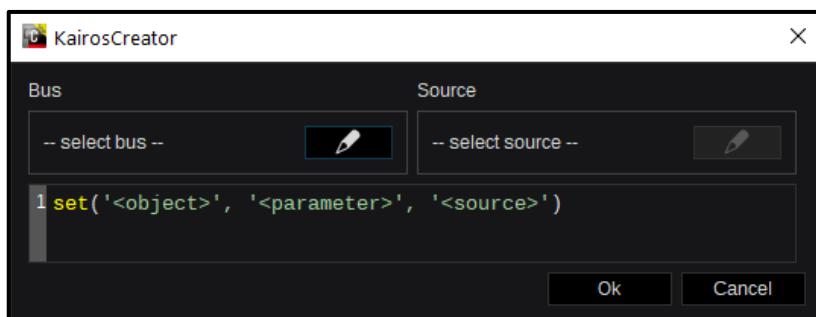 KairosCreator
Bus
Source
-- select bus --
-- select source --
1 set('<object>', '<parameter>', '<source>')
Ok
Cancel